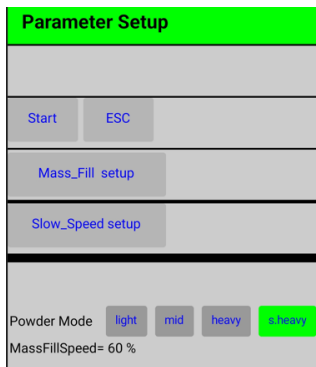 Parameter Setup
Start ESC
Mass_Fill setup
Slow_Speed setup
Powder Mode light mid heavy s.heavy
MassFillSpeed= 60 %